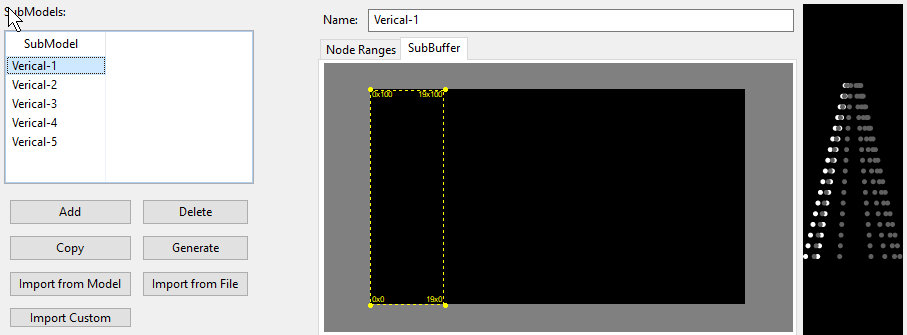 SubModels:
SubModel
Verical-1
Verical-2
Verical-3
Verical-4
Verical-5
Add
Delete
Copy
Generate
Import from Model
Import from File
Import Custom
Name:
Verical-1
Node Ranges
SubBuffer
0x100
19x100
0x0
19x0